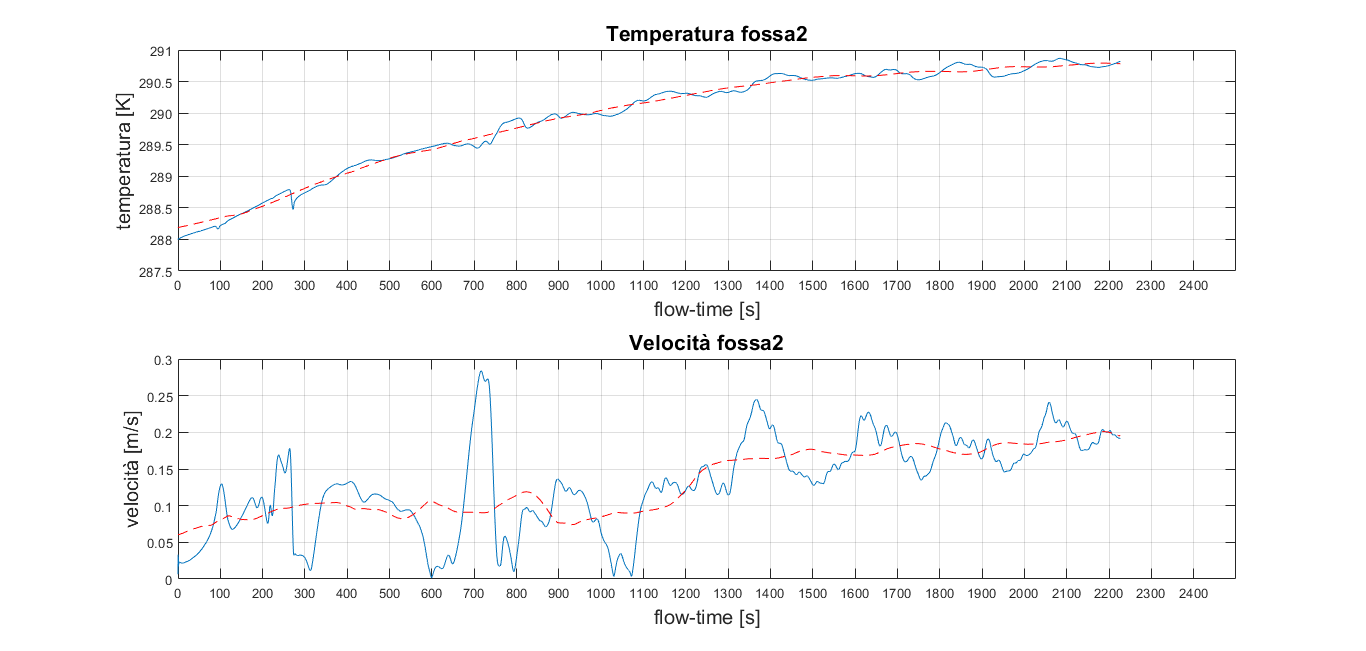 Temperatura fossa2
291
290.5
290
289.5
289
288.5
288
287.5
temperatura [K]
0 100 200 300 400 500 600 700 800 900 1000 1100 1200 1300 1400 1500 1600 1700 1800 1900 2000 2100 2200 2300 2400
flow-time [s]
Velocità fossa2
0.3
0.25
0.2
0.15
0.1
0.05
0
velocità [m/s]
0 100 200 300 400 500 600 700 800 900 1000 1100 1200 1300 1400 1500 1600 1700 1800 1900 2000 2100 2200 2300 2400
flow-time [s]